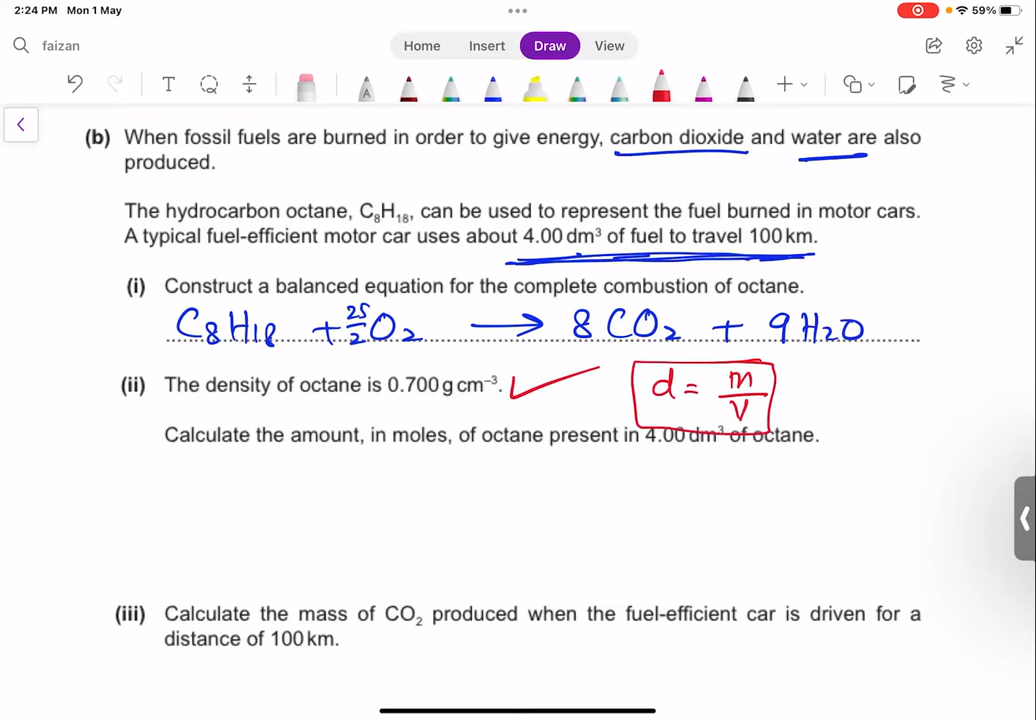 2:24 PM Mon 1 May
59%
faizan
Home Insert Draw View
(b) When fossil fuels are burned in order to give energy, carbon dioxide and water are also
produced.
The hydrocarbon octane, C₈H₁₈, can be used to represent the fuel burned in motor cars.
A typical fuel-efficient motor car uses about 4.00 dm³ of fuel to travel 100 km.
(i) Construct a balanced equation for the complete combustion of octane.
C₈H₁₈ + 25/2 O₂ → 8 CO₂ + 9 H₂O
(ii) The density of octane is 0.700 g cm⁻³.
d = m/V
Calculate the amount, in moles, of octane present in 4.00 dm³ of octane.
(iii) Calculate the mass of CO₂ produced when the fuel-efficient car is driven for a
distance of 100 km.